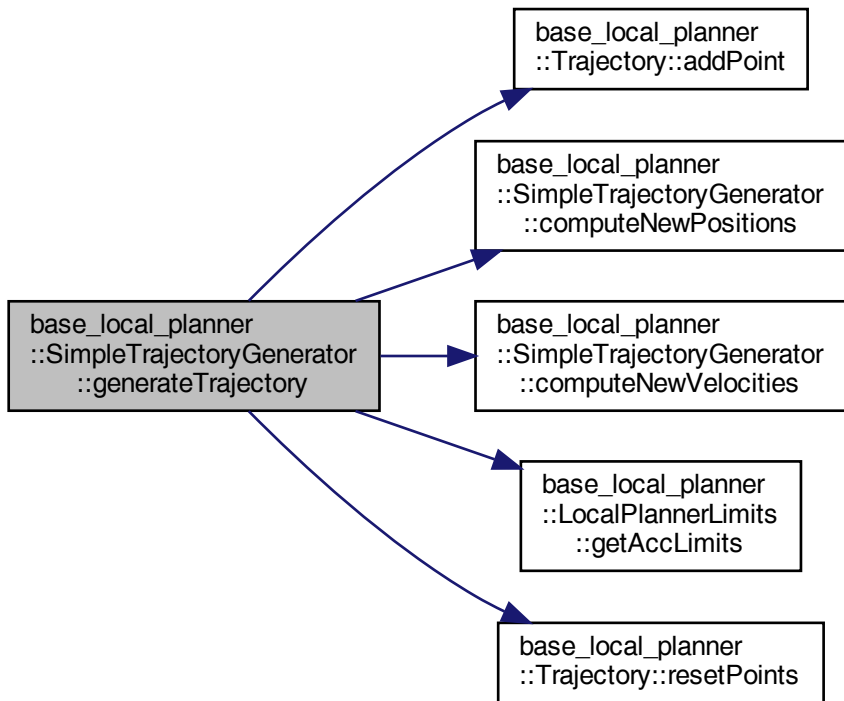 base_local_planner
::Trajectory::addPoint
base_local_planner
::SimpleTrajectoryGenerator
::computeNewPositions
base_local_planner
::SimpleTrajectoryGenerator
::generateTrajectory
base_local_planner
::SimpleTrajectoryGenerator
::computeNewVelocities
base_local_planner
::LocalPlannerLimits
::getAccLimits
base_local_planner
::Trajectory::resetPoints